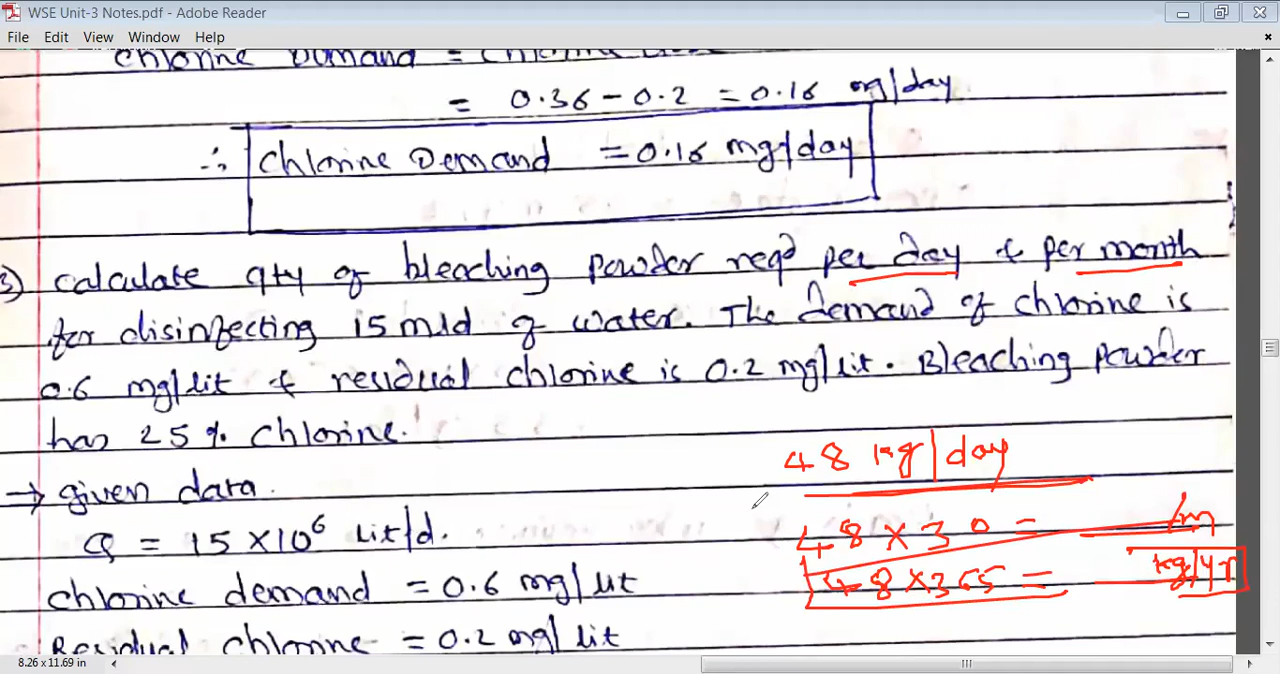 WSE Unit-3 Notes.pdf - Adobe Reader
File Edit View Window Help
Chlorine Demand =
= 0.36 - 0.2 = 0.16 mg/day
∴ Chlorine Demand = 0.16 mg/day
3) calculate qty of bleaching powder reqd per day & per month
for disinfecting 15 mld of water. The demand of chlorine is
0.6 mg/lit & residual chlorine is 0.2 mg/lit. Bleaching powder
has 25% chlorine.
48 kg/day
→ given data.
48 × 30 = /m
Q = 15 × 10⁶ lit/d.
48 × 365 = kg/yr
chlorine demand = 0.6 mg/lit
Residual chlorine = 0.2 mg/lit
8.26 x 11.69 in